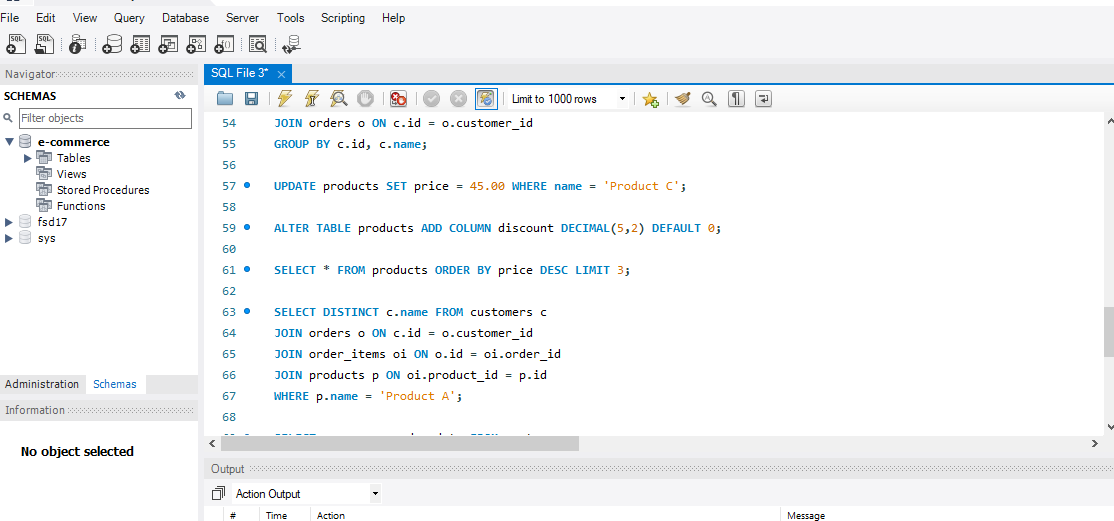 File Edit View Query Database Server Tools Scripting Help
Navigator
SCHEMAS
Filter objects
e-commerce
Tables
Views
Stored Procedures
Functions
fsd17
sys
Administration Schemas
Information
No object selected
SQL File 3*
Limit to 1000 rows
54 JOIN orders o ON c.id = o.customer_id
55 GROUP BY c.id, c.name;
56
57 UPDATE products SET price = 45.00 WHERE name = 'Product C';
58
59 ALTER TABLE products ADD COLUMN discount DECIMAL(5,2) DEFAULT 0;
60
61 SELECT * FROM products ORDER BY price DESC LIMIT 3;
62
63 SELECT DISTINCT c.name FROM customers c
64 JOIN orders o ON c.id = o.customer_id
65 JOIN order_items oi ON o.id = oi.order_id
66 JOIN products p ON oi.product_id = p.id
67 WHERE p.name = 'Product A';
68
Output
Action Output
# Time Action Message